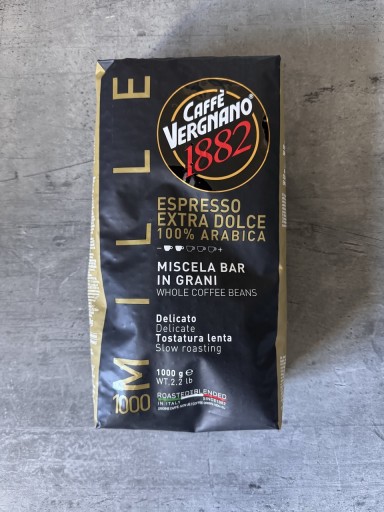 CAFFÈ
VERGNANO
1882
ESPRESSO
EXTRA DOLCE
100% ARABICA
- +
MISCELA BAR
IN GRANI
WHOLE COFFEE BEANS
Delicato
Delicate
Tostatura lenta
Slow roasting
1000 g ℮
WT. 2.2 lb
ROASTED&BLENDED
IN ITALY
1000 MILLE